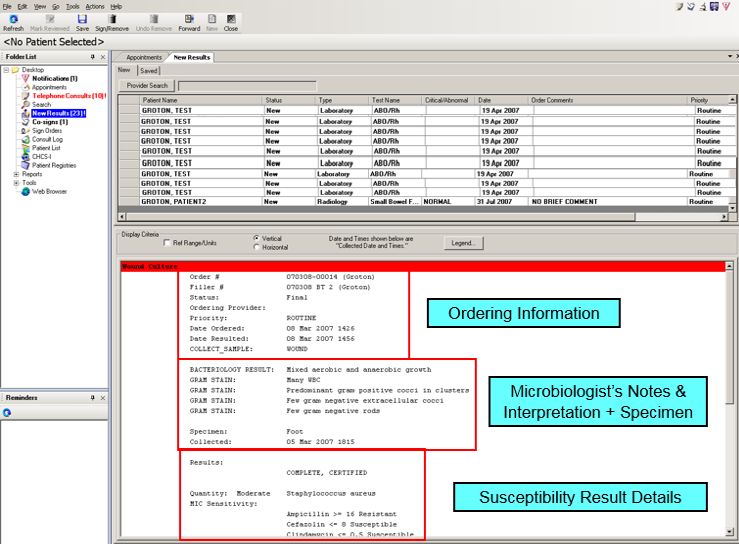 File Edit View Go Tools Actions Help
Refresh Mark Reviewed Save Sign/Remove Undo Remove Forward New Close
<No Patient Selected>
Folder List
Desktop
Notifications (1)
Appointments
Telephone Consults (10)!
Search
New Results (23)!
Co-signs (1)
Sign Orders
Consult Log
Patient List
CHCS-I
Patient Registries
Reports
Tools
Web Browser
Reminders
Appointments New Results
New Saved
Provider Search
Patient Name Status Type Test Name Critical/Abnormal Date Order Comments Priority
GROTON, TEST New Laboratory ABO/Rh 19 Apr 2007 Routine
GROTON, TEST New Laboratory ABO/Rh 19 Apr 2007 Routine
GROTON, TEST New Laboratory ABO/Rh 19 Apr 2007 Routine
GROTON, TEST New Laboratory ABO/Rh 19 Apr 2007 Routine
GROTON, TEST New Laboratory ABO/Rh 19 Apr 2007 Routine
GROTON, TEST New Laboratory ABO/Rh 19 Apr 2007 Routine
GROTON, TEST New Laboratory ABO/Rh 19 Apr 2007 Routine
GROTON, TEST New Laboratory ABO/Rh 19 Apr 2007 Routine
GROTON, PATIENT2 New Radiology Small Bowel F... NORMAL 31 Jul 2007 NO BRIEF COMMENT Routine
Display Criteria
Ref Range/Units
Vertical
Horizontal
Date and Times shown below are
"Collected Date and Times."
Legend...
Wound Culture
Order # 070308-00014 (Groton)
Filler # 070308 BT 2 (Groton)
Status: Final
Ordering Provider:
Priority: ROUTINE
Date Ordered: 08 Mar 2007 1426
Date Resulted: 08 Mar 2007 1456
COLLECT_SAMPLE: WOUND
Ordering Information
BACTERIOLOGY RESULT: Mixed aerobic and anaerobic growth
GRAM STAIN: Many WBC
GRAM STAIN: Predominant gram positive cocci in clusters
GRAM STAIN: Few gram negative extracellular cocci
GRAM STAIN: Few gram negative rods
Specimen: Foot
Collected: 05 Mar 2007 1815
Microbiologist's Notes &
Interpretation + Specimen
Results:
COMPLETE, CERTIFIED
Quantity: Moderate Staphylococcus aureus
MIC Sensitivity:
Ampicillin >= 16 Resistant
Cefazolin <= 8 Susceptible
Clindamycin <= 0.5 Susceptible
Susceptibility Result Details